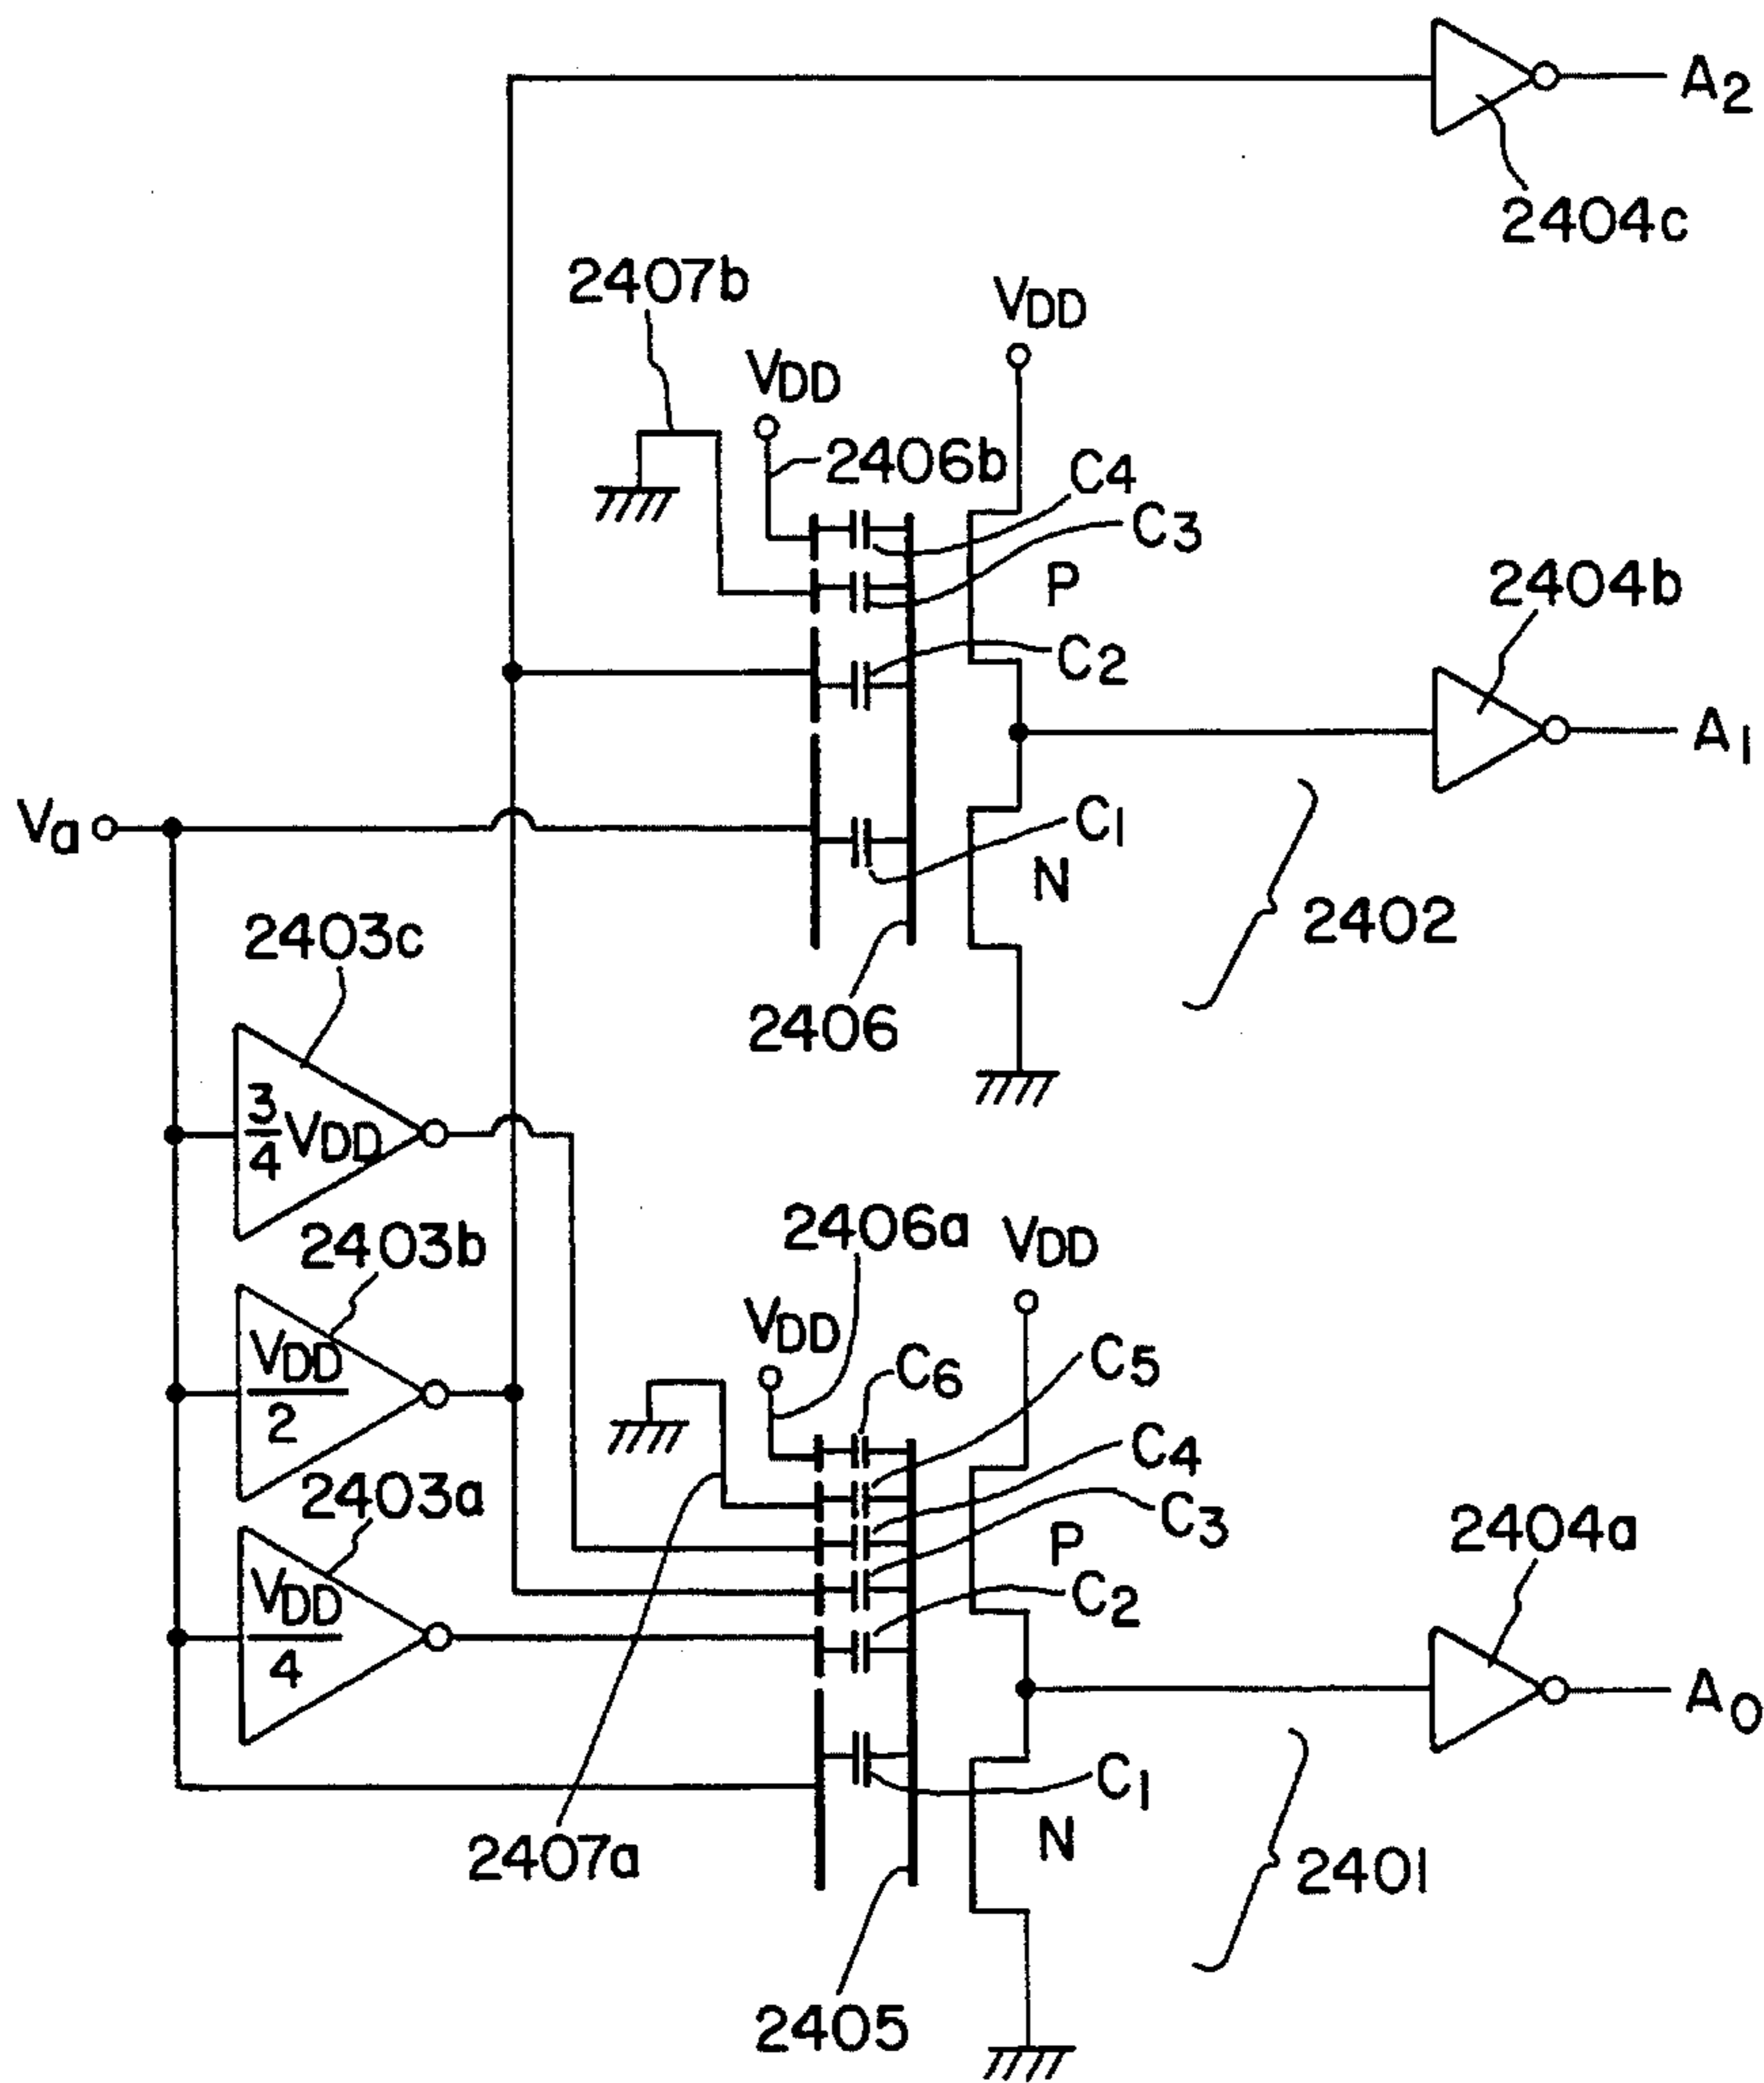 A2
2404c
2407b
VDD
VDD
2406b
C4
C3
P
2404b
C2
A1
Va
C1
N
2402
2403c
2406
3/4 VDD
2406a
VDD
2403b
VDD
C6
C5
VDD/2
C4
2403a
C3
2404a
P
VDD/4
C2
A0
C1
2407a
N
2401
2405